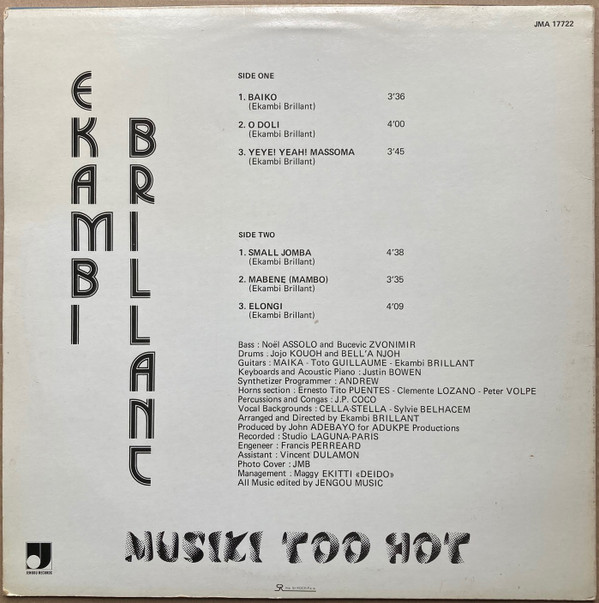 JMA 17722
EKAMBI
BRILLANT
SIDE ONE
1. BAIKO 3'36
(Ekambi Brillant)
2. O DOLI 4'00
(Ekambi Brillant)
3. YEYE! YEAH! MASSOMA 3'45
(Ekambi Brillant)
SIDE TWO
1. SMALL JOMBA 4'38
(Ekambi Brillant)
2. MABENE (MAMBO) 3'35
(Ekambi Brillant)
3. ELONGI 4'09
(Ekambi Brillant)
Bass : Noël ASSOLO and Bucevic ZVONIMIR
Drums : Jojo KOUOH and BELL'A NJOH
Guitars : MAIKA - Toto GUILLAUME - Ekambi BRILLANT
Keyboards and Acoustic Piano : Justin BOWEN
Synthetizer Programmer : ANDREW
Horns section : Ernesto Tito PUENTES - Clemente LOZANO - Peter VOLPE
Percussions and Congas : J.P. COCO
Vocal Backgrounds : CELLA-STELLA - Sylvie BELHACEM
Arranged and Directed by Ekambi BRILLANT
Produced by John ADEBAYO for ADUKPE Productions
Recorded : Studio LAGUNA-PARIS
Engeneer : Francis PERREARD
Assistant : Vincent DULAMON
Photo Cover : JMB
Management : Maggy EKITTI «DEIDO»
All Music edited by JENGOU MUSIC
MUSIKI TOO HOT
JENGOU RECORDS